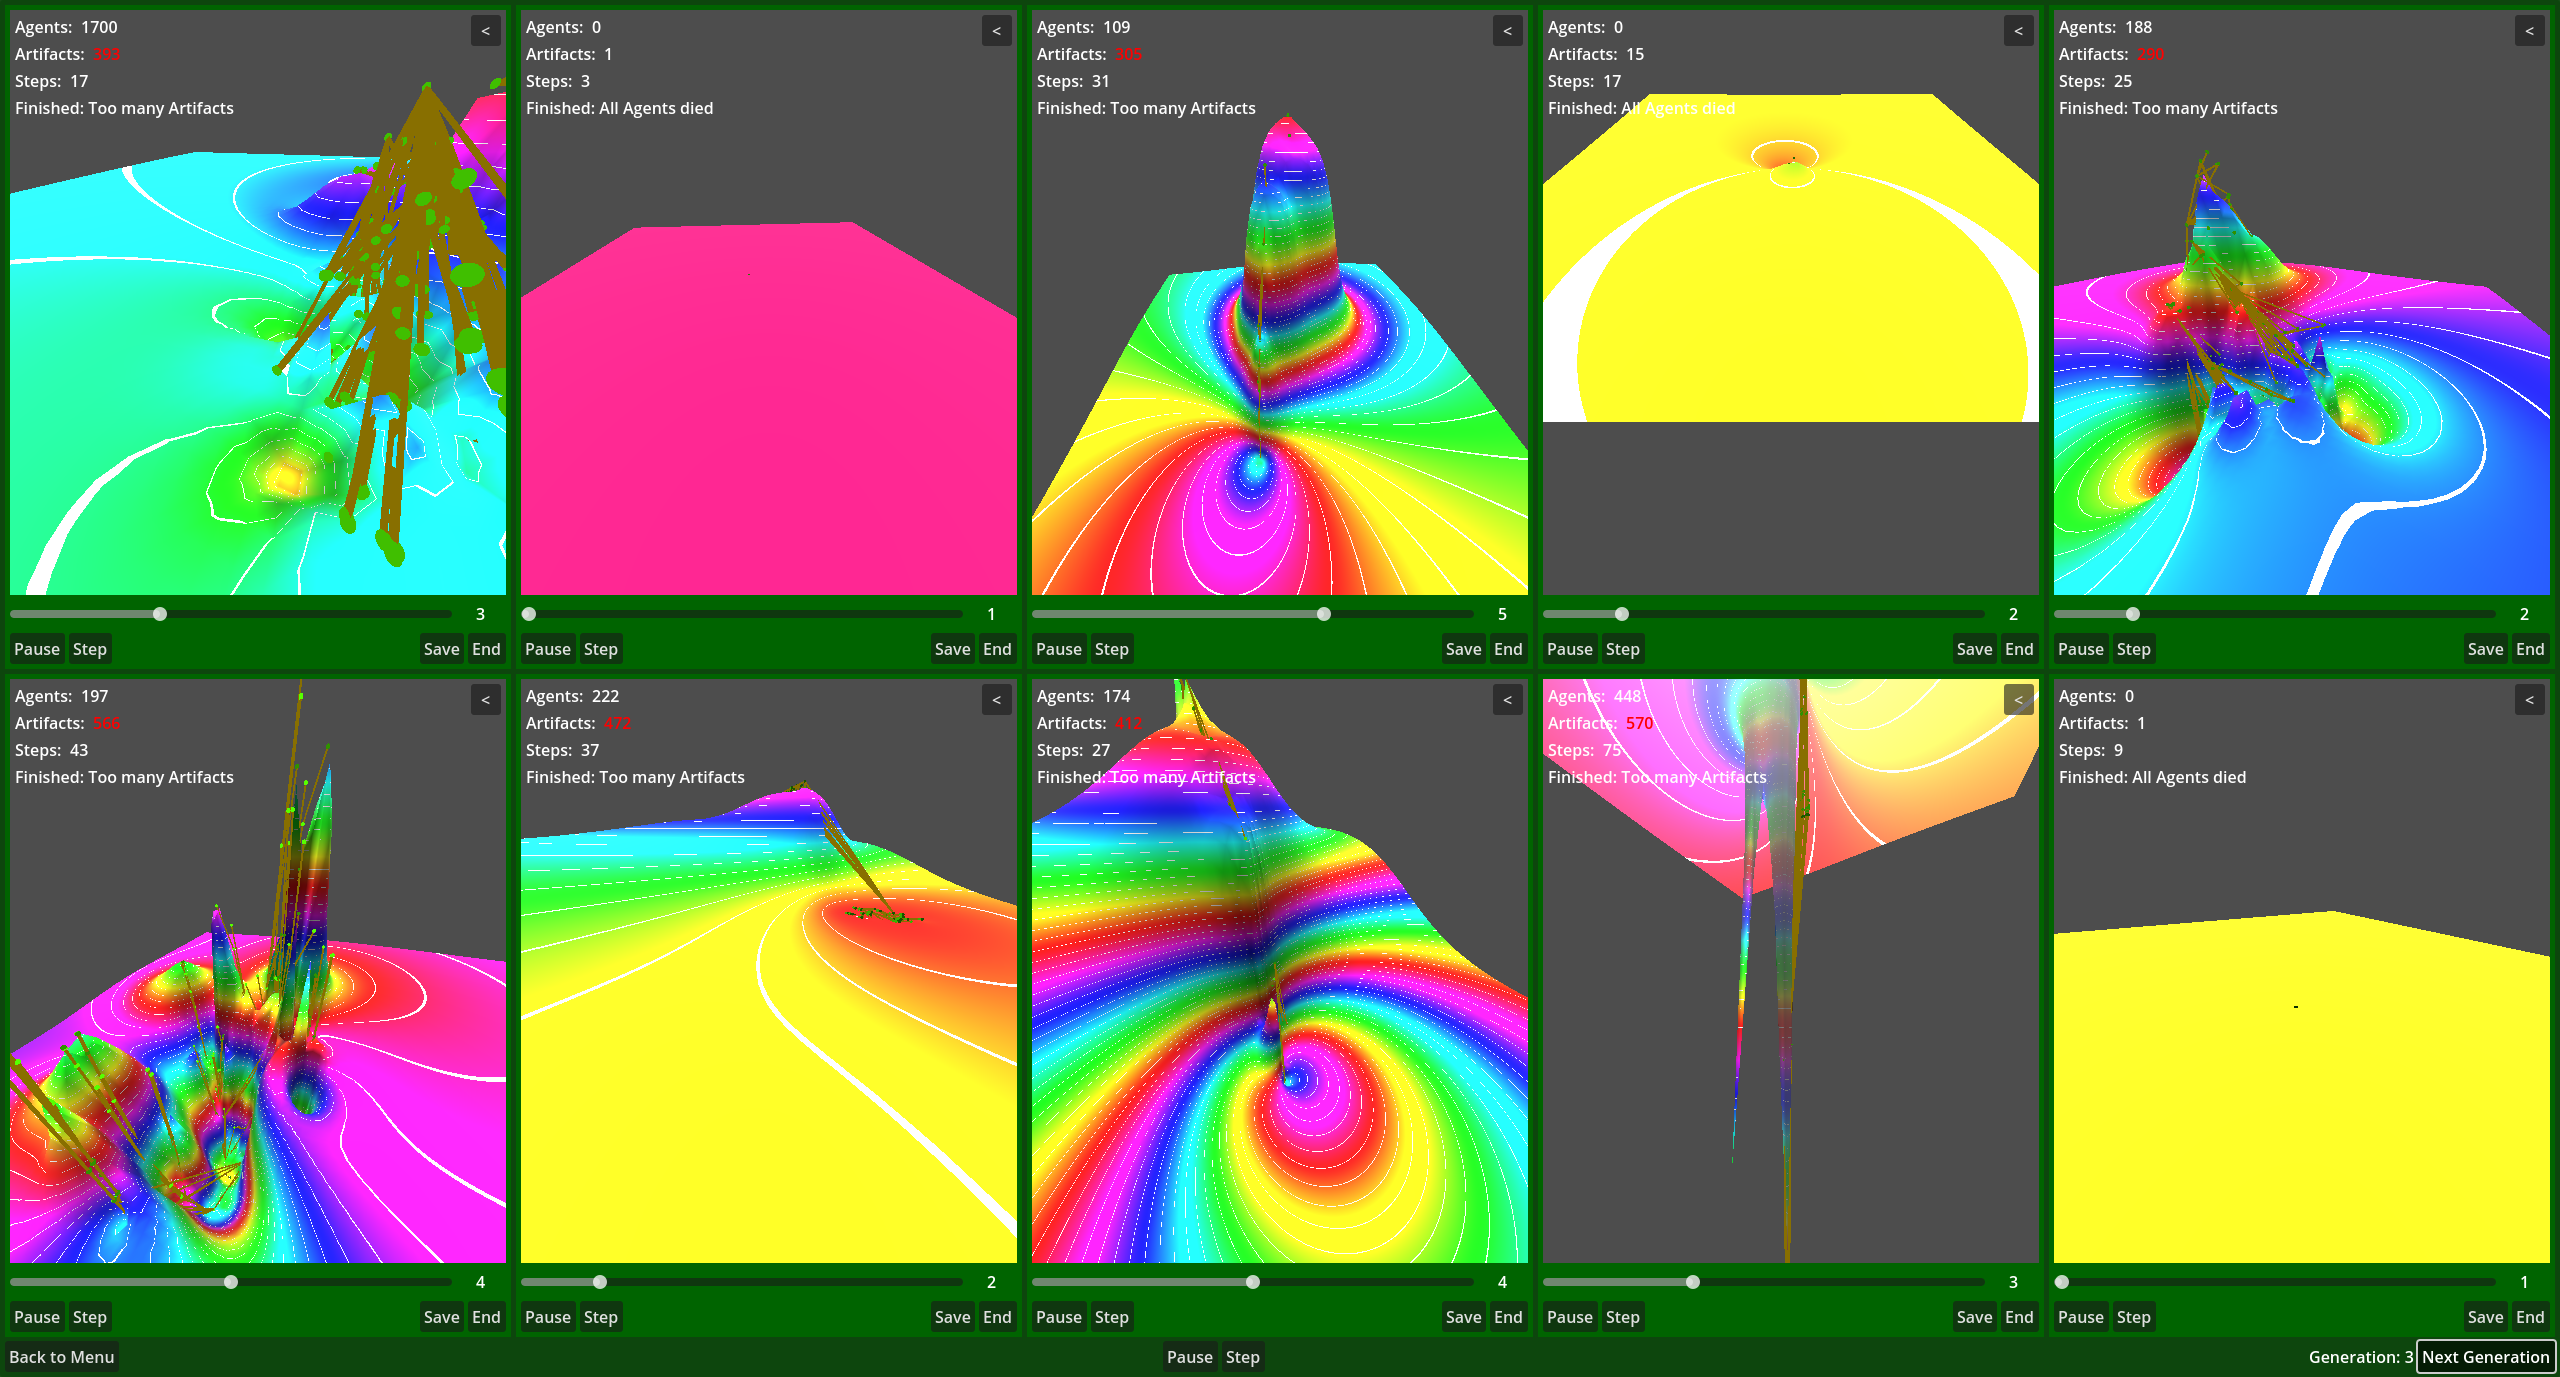 Agents: 1700
<
Artifacts: 393
Steps: 17
Finished: Too many Artifacts
3
Pause Step Save End
Agents: 0
<
Artifacts: 1
Steps: 3
Finished: All Agents died
1
Pause Step Save End
Agents: 109
<
Artifacts: 305
Steps: 31
Finished: Too many Artifacts
5
Pause Step Save End
Agents: 0
<
Artifacts: 15
Steps: 17
Finished: All Agents died
2
Pause Step Save End
Agents: 188
<
Artifacts: 290
Steps: 25
Finished: Too many Artifacts
2
Pause Step Save End
Agents: 197
<
Artifacts: 566
Steps: 43
Finished: Too many Artifacts
4
Pause Step Save End
Agents: 222
<
Artifacts: 472
Steps: 37
Finished: Too many Artifacts
2
Pause Step Save End
Agents: 174
<
Artifacts: 412
Steps: 27
Finished: Too many Artifacts
4
Pause Step Save End
Agents: 448
<
Artifacts: 570
Steps: 75
Finished: Too many Artifacts
3
Pause Step Save End
Agents: 0
<
Artifacts: 1
Steps: 9
Finished: All Agents died
1
Pause Step Save End
Back to Menu Pause Step Generation: 3 Next Generation